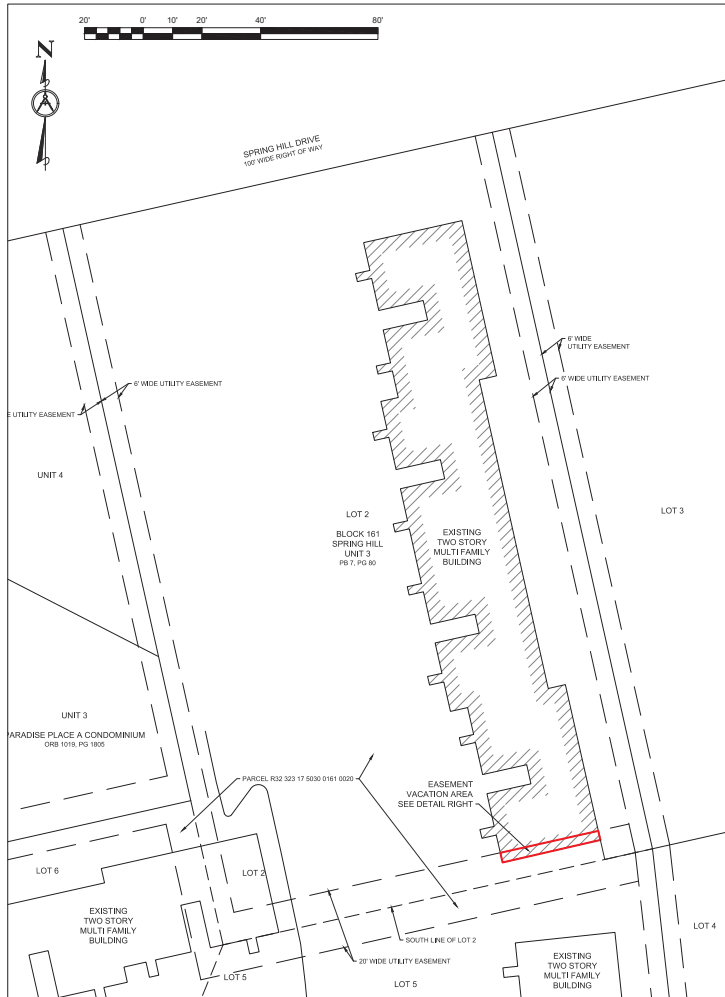 20' 0' 10' 20' 40' 80'
N
SPRING HILL DRIVE
100' WIDE RIGHT OF WAY
6' WIDE
UTILITY EASEMENT
6' WIDE UTILITY EASEMENT
6' WIDE UTILITY EASEMENT
E UTILITY EASEMENT
UNIT 4
LOT 2
BLOCK 161
SPRING HILL
UNIT 3
PB 7, PG 80
EXISTING
TWO STORY
MULTI FAMILY
BUILDING
LOT 3
UNIT 3
PARADISE PLACE A CONDOMINIUM
ORB 1019, PG 1805
PARCEL R32 323 17 5030 0161 0020
EASEMENT
VACATION AREA
SEE DETAIL RIGHT
LOT 6
LOT 2
EXISTING
TWO STORY
MULTI FAMILY
BUILDING
SOUTH LINE OF LOT 2
20' WIDE UTILITY EASEMENT
LOT 4
LOT 5
LOT 5
EXISTING
TWO STORY
MULTI FAMILY
BUILDING